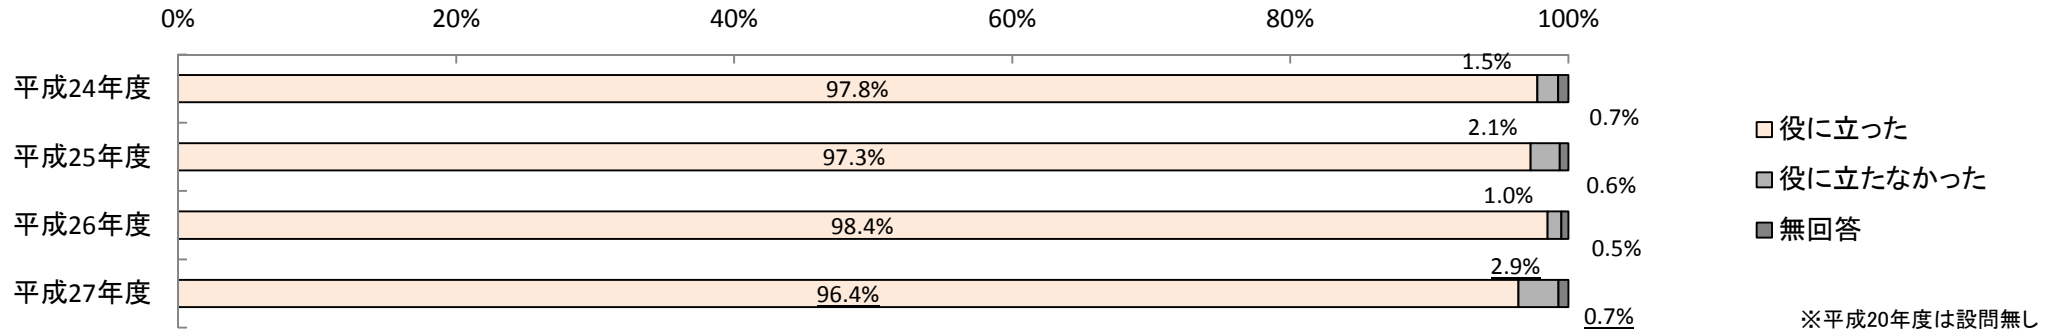 0% 20% 40% 60% 80% 100%
平成24年度 97.8% 1.5% 0.7%
平成25年度 97.3% 2.1% 0.6%
平成26年度 98.4% 1.0% 0.5%
平成27年度 96.4% 2.9% 0.7%
役に立った
役に立たなかった
無回答
※平成20年度は設問無し